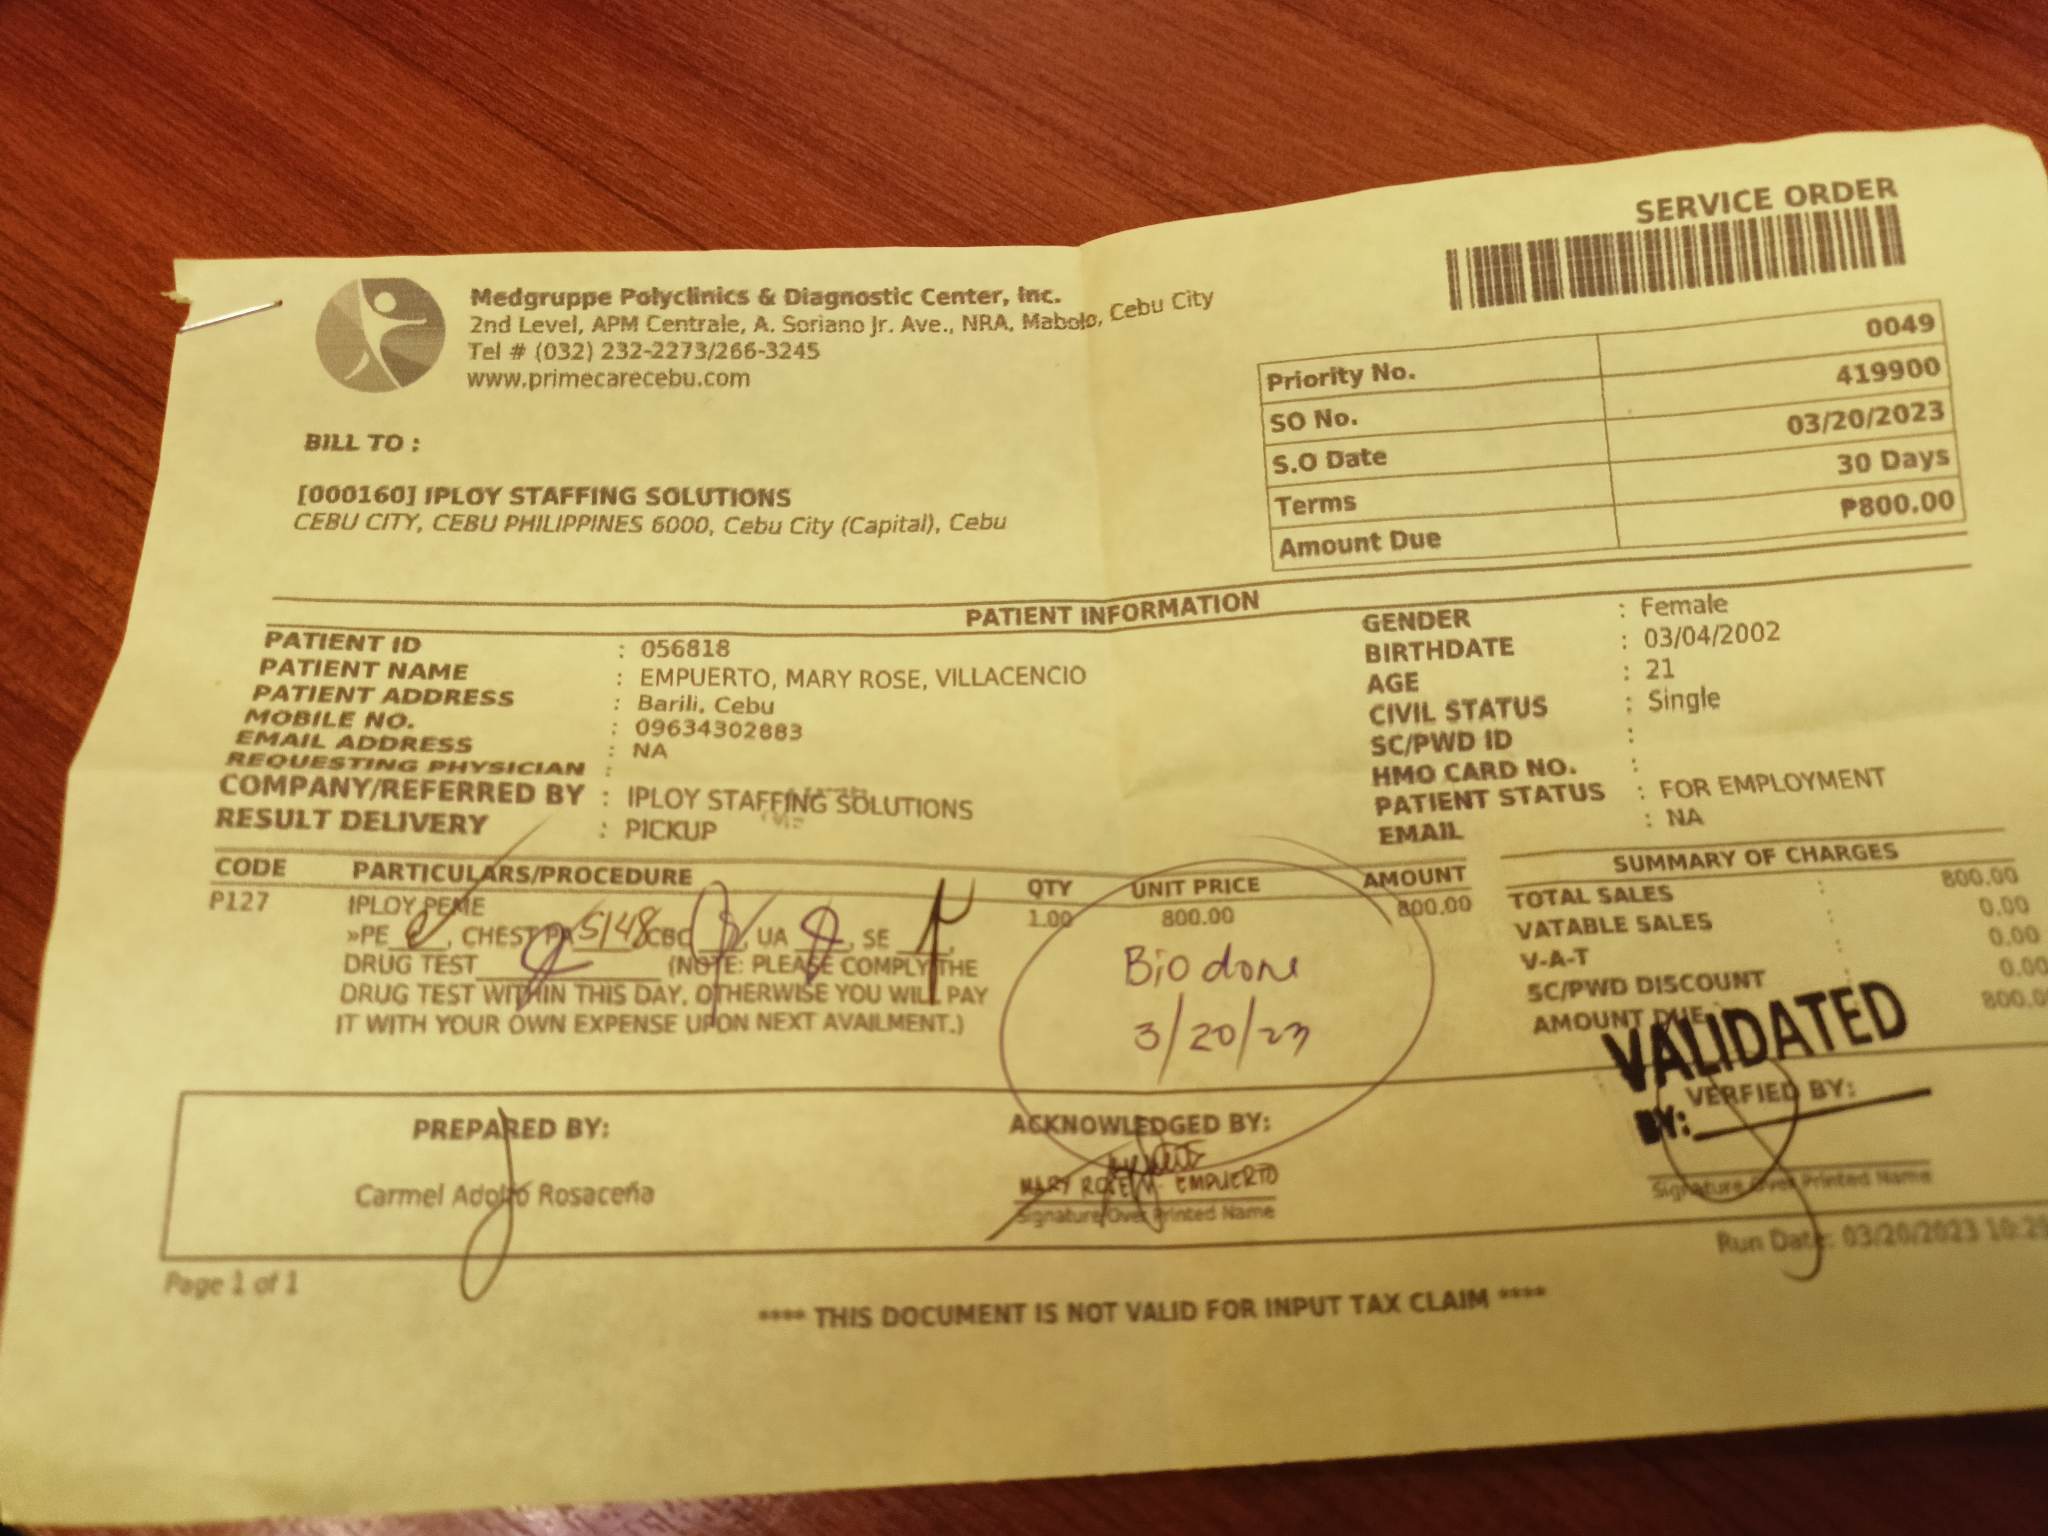 SERVICE ORDER
Medgruppe Polyclinics & Diagnostic Center, Inc.
2nd Level, APM Centrale, A. Soriano Jr. Ave., NRA, Mabolo, Cebu City
Tel # (032) 232-2273/266-3245
www.primecarecebu.com
Priority No. 0049
SO No. 419900
S.O Date 03/20/2023
Terms 30 Days
Amount Due ₱800.00
BILL TO :
[000160] IPLOY STAFFING SOLUTIONS
CEBU CITY, CEBU PHILIPPINES 6000, Cebu City (Capital), Cebu
PATIENT INFORMATION
PATIENT ID : 056818
PATIENT NAME : EMPUERTO, MARY ROSE, VILLACENCIO
PATIENT ADDRESS : Barili, Cebu
MOBILE NO. : 09634302883
EMAIL ADDRESS : NA
REQUESTING PHYSICIAN :
COMPANY/REFERRED BY : IPLOY STAFFING SOLUTIONS
RESULT DELIVERY : PICKUP
GENDER : Female
BIRTHDATE : 03/04/2002
AGE : 21
CIVIL STATUS : Single
SC/PWD ID :
HMO CARD NO. :
PATIENT STATUS : FOR EMPLOYMENT
EMAIL : NA
CODE PARTICULARS/PROCEDURE QTY UNIT PRICE AMOUNT
P127 IPLOY PEME 1.00 800.00 800.00
»PE____, CHEST PA 5148 CBC ____, UA ____, SE ____,
DRUG TEST____ (NOTE: PLEASE COMPLY THE
DRUG TEST WITHIN THIS DAY, OTHERWISE YOU WILL PAY
IT WITH YOUR OWN EXPENSE UPON NEXT AVAILMENT.)
Bio done
3/20/23
SUMMARY OF CHARGES
TOTAL SALES : 800.00
VATABLE SALES : 0.00
V-A-T : 0.00
SC/PWD DISCOUNT 0.00
AMOUNT DUE 800.00
VALIDATED
BY:
PREPARED BY:
Carmel Adolfo Rosaceña
ACKNOWLEDGED BY:
MARY ROSE V. EMPUERTO
Signature Over Printed Name
VERFIED BY:
Signature Over Printed Name
Page 1 of 1
Run Date: 03/20/2023
**** THIS DOCUMENT IS NOT VALID FOR INPUT TAX CLAIM ****